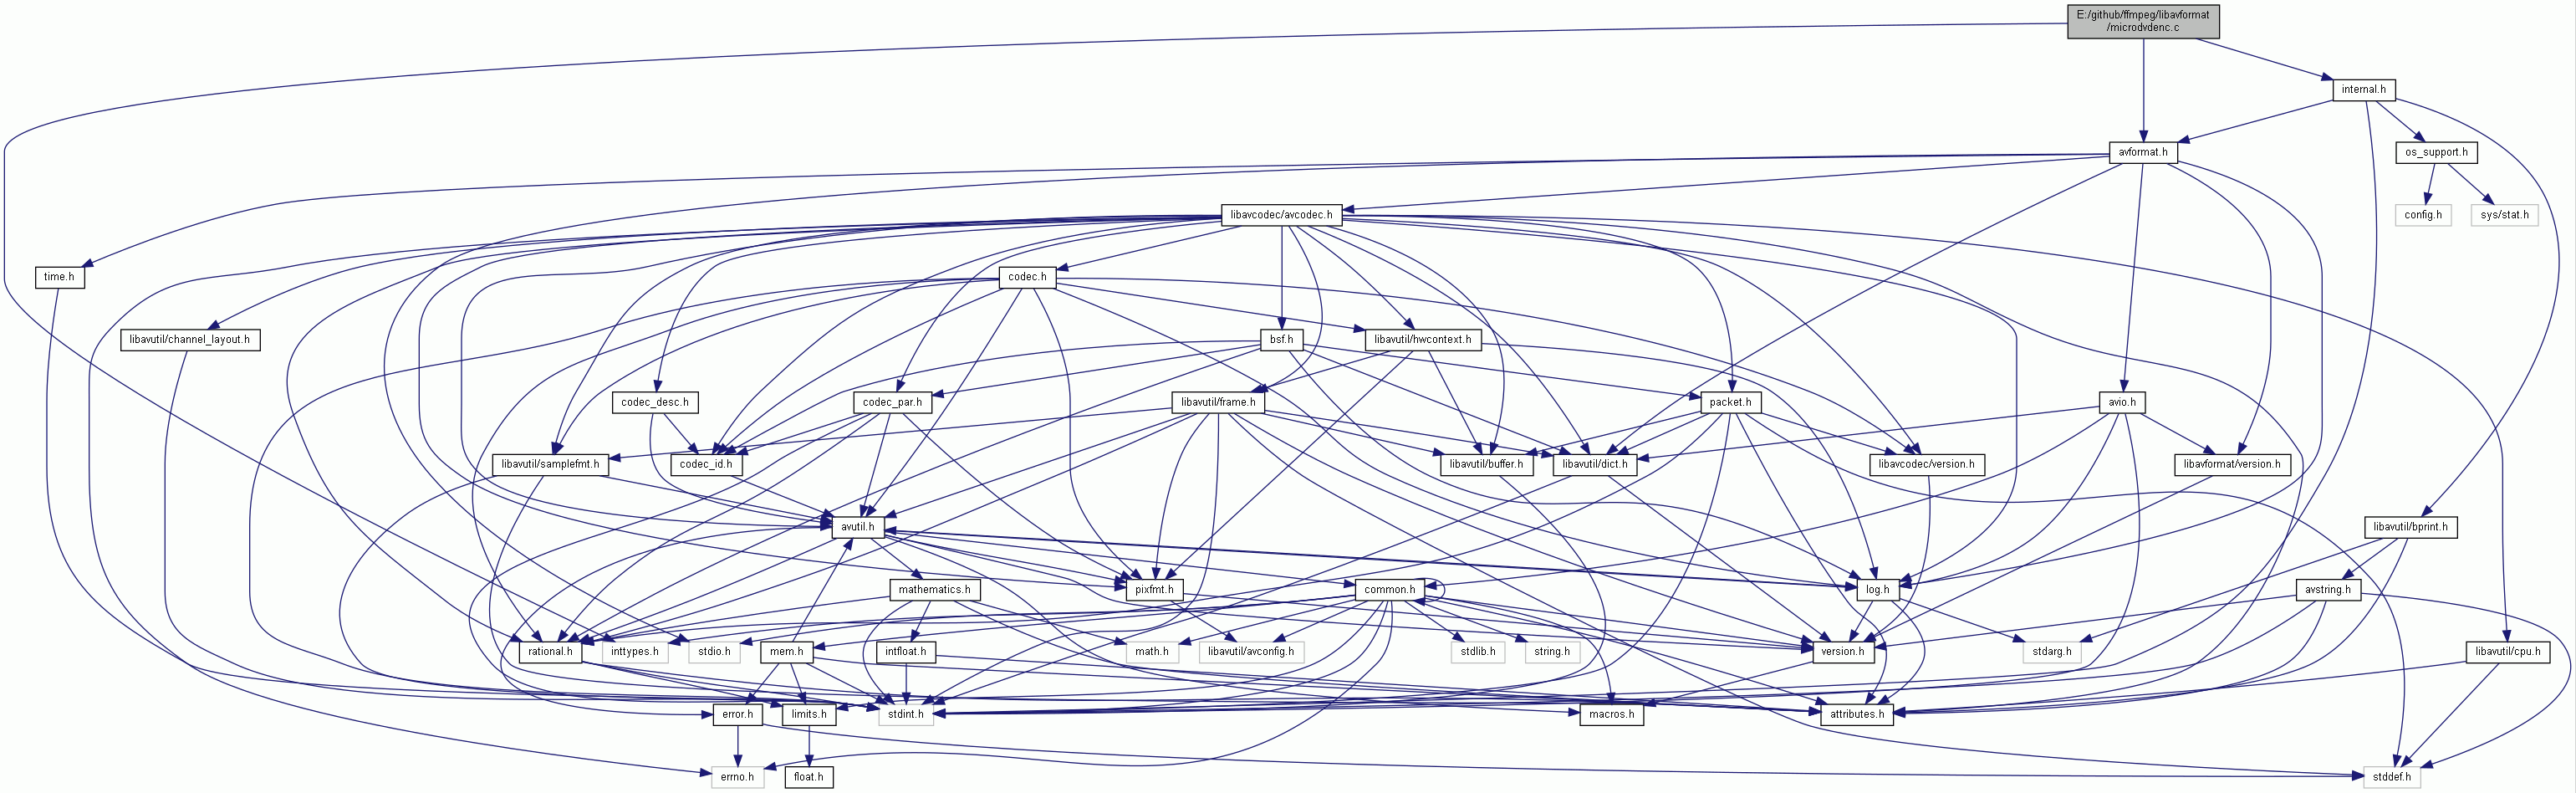 E:/github/ffmpeg/libavformat
/microdvdenc.c
internal.h
avformat.h
os_support.h
libavcodec/avcodec.h
config.h
sys/stat.h
time.h
codec.h
libavutil/channel_layout.h
bsf.h
libavutil/hwcontext.h
codec_desc.h
codec_par.h
libavutil/frame.h
packet.h
avio.h
libavutil/samplefmt.h
codec_id.h
libavutil/buffer.h
libavutil/dict.h
libavcodec/version.h
libavformat/version.h
avutil.h
libavutil/bprint.h
mathematics.h
pixfmt.h
common.h
log.h
avstring.h
rational.h
inttypes.h
stdio.h
mem.h
intfloat.h
math.h
libavutil/avconfig.h
stdlib.h
string.h
version.h
stdarg.h
libavutil/cpu.h
error.h
limits.h
stdint.h
macros.h
attributes.h
errno.h
float.h
stddef.h